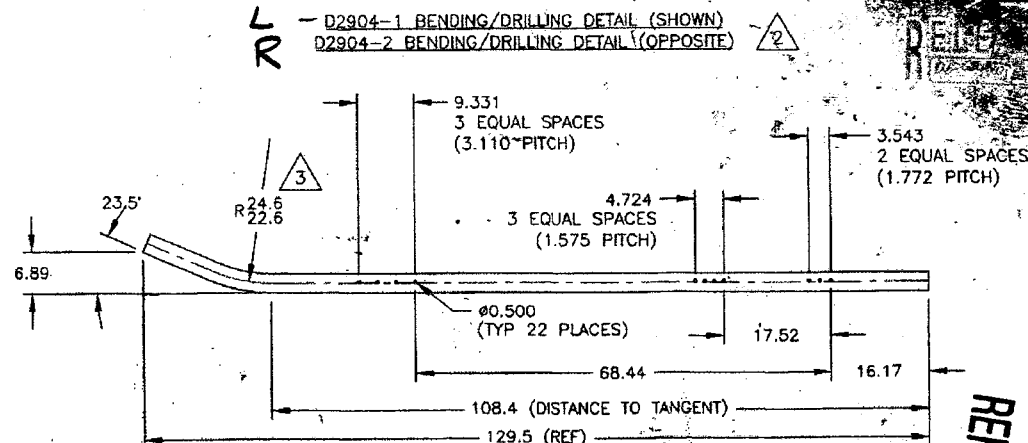 L - D2904-1 BENDING/DRILLING DETAIL (SHOWN)
R D2904-2 BENDING/DRILLING DETAIL (OPPOSITE) 2
9.331
3 EQUAL SPACES
(3.110 PITCH)
3.543
2 EQUAL SPACES
(1.772 PITCH)
3
R 24.6
22.6
23.5°
4.724
3 EQUAL SPACES
(1.575 PITCH)
6.89
ø0.500
(TYP 22 PLACES)
17.52
68.44
16.17
108.4 (DISTANCE TO TANGENT)
129.5 (REF)